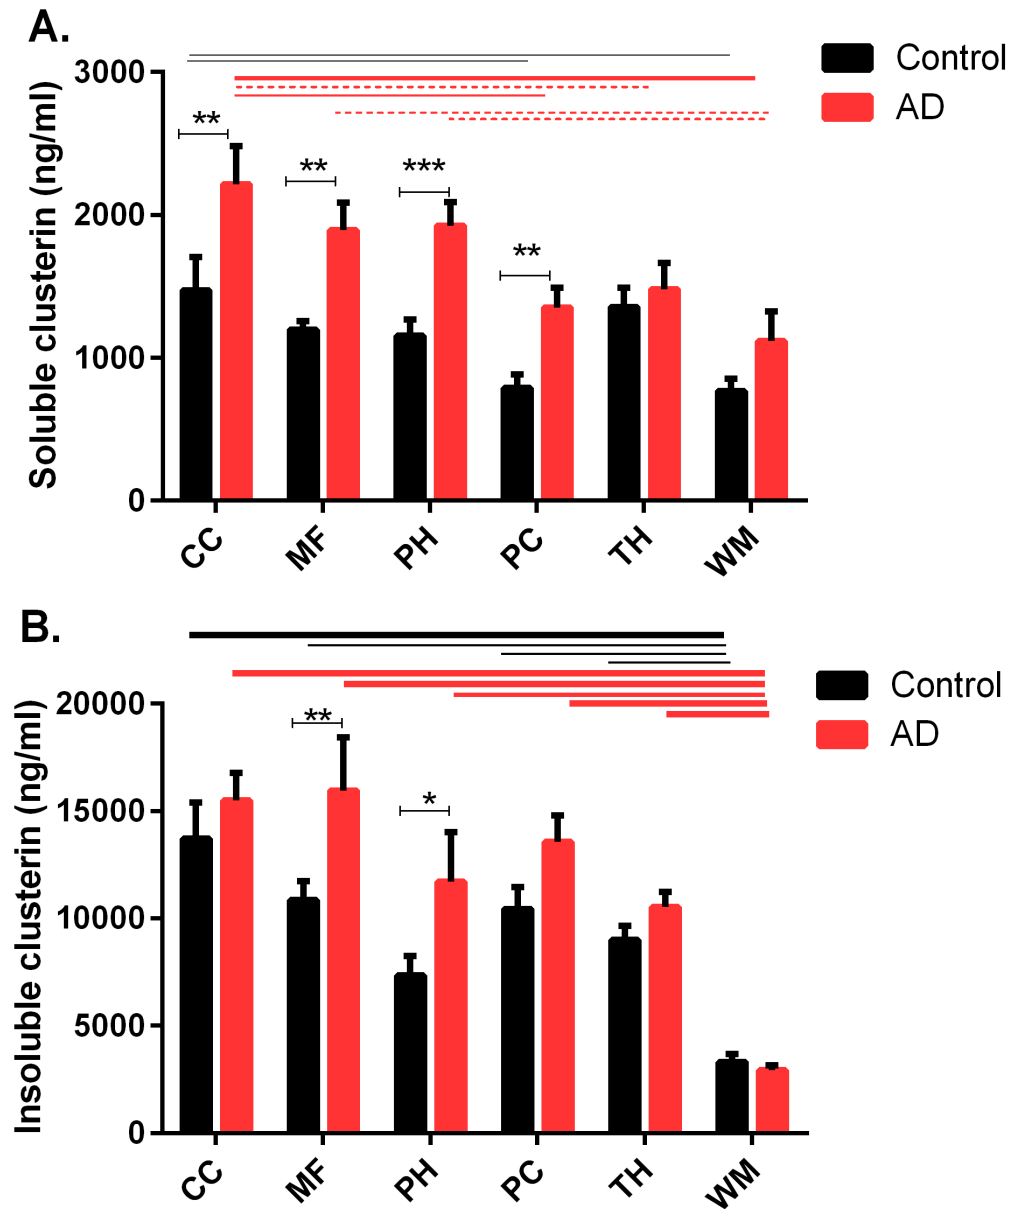 A.
Control
AD
Soluble clusterin (ng/ml)
3000
2000
1000
0
**
**
***
**
CC
MF
PH
PC
TH
WM
B.
Control
AD
Insoluble clusterin (ng/ml)
20000
15000
10000
5000
0
**
*
CC
MF
PH
PC
TH
WM